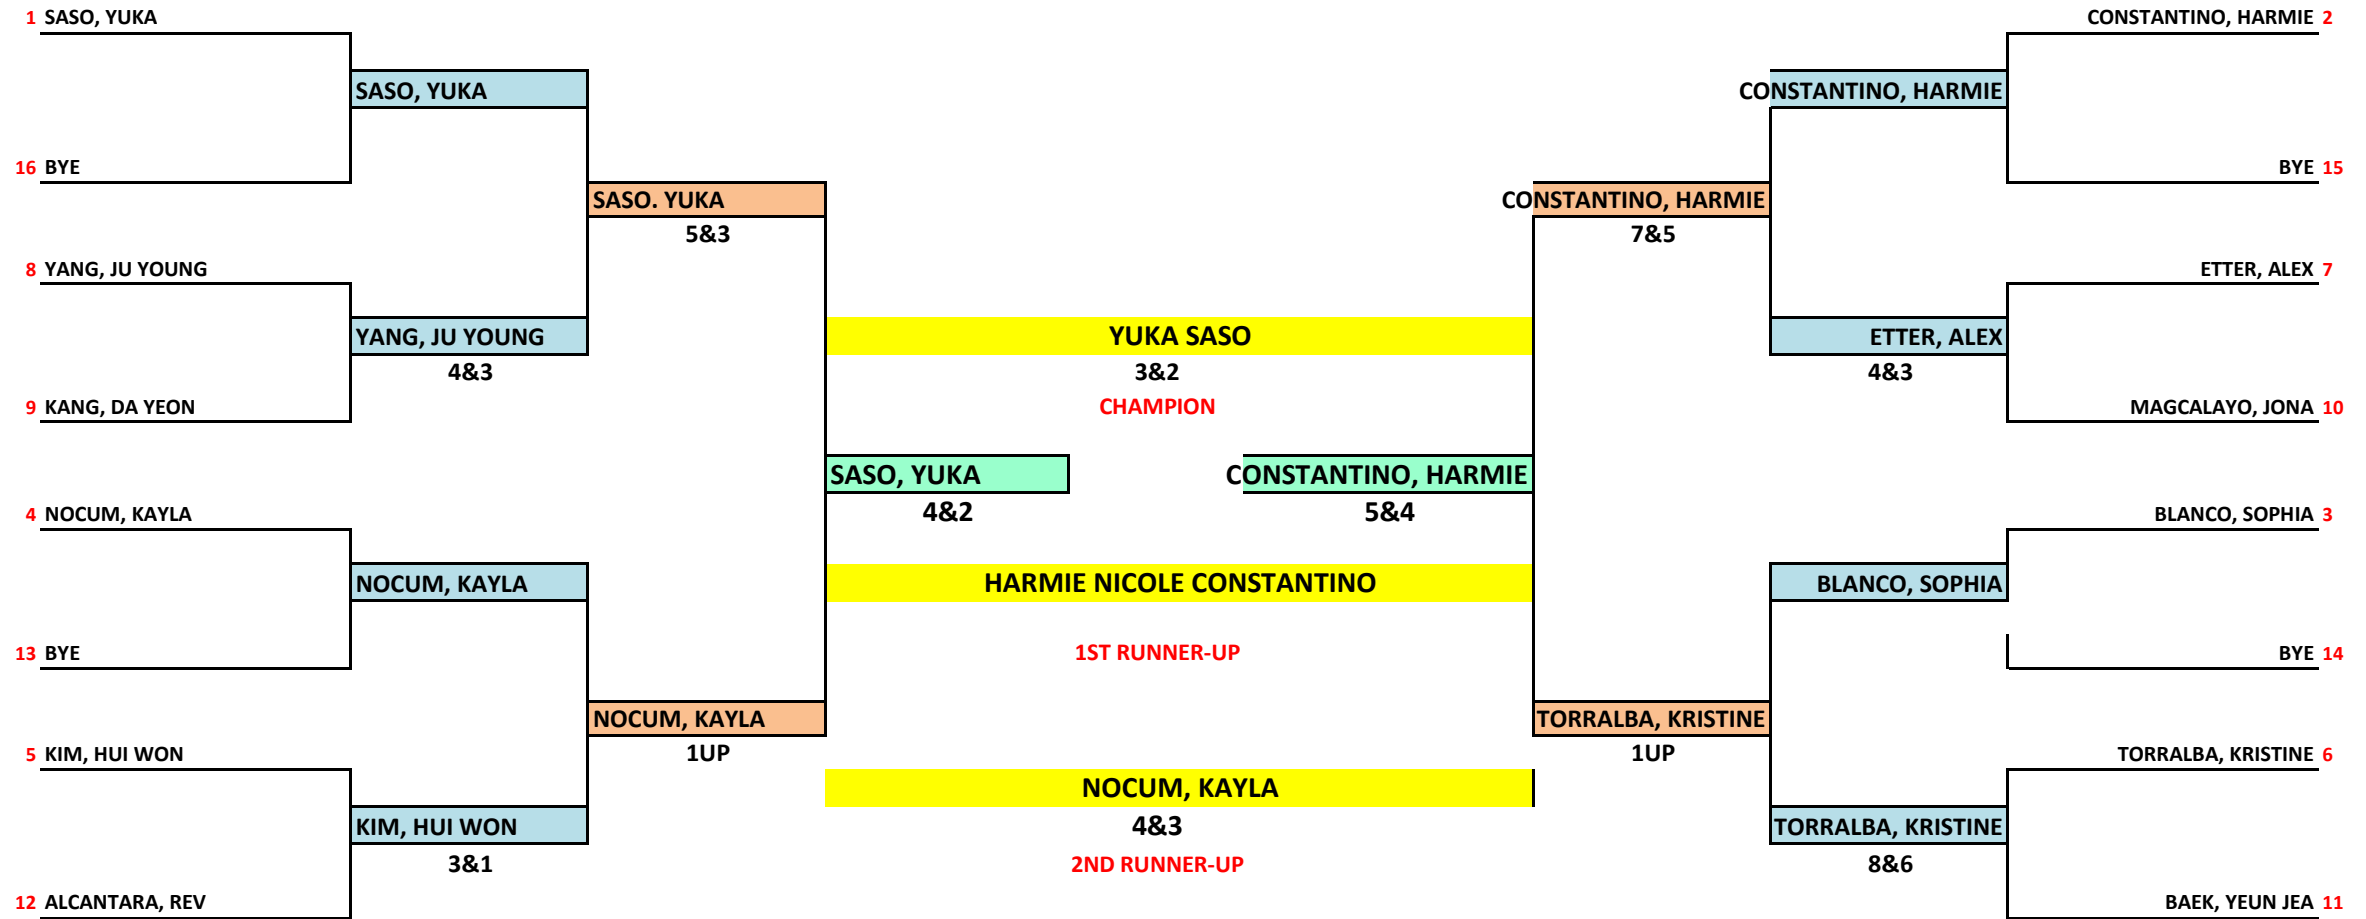 1 SASO, YUKA
CONSTANTINO, HARMIE 2
SASO, YUKA
CONSTANTINO, HARMIE
16 BYE
BYE 15
SASO. YUKA
CONSTANTINO, HARMIE
5&3
7&5
8 YANG, JU YOUNG
ETTER, ALEX 7
YANG, JU YOUNG
YUKA SASO
ETTER, ALEX
4&3
3&2
4&3
9 KANG, DA YEON
CHAMPION
MAGCALAYO, JONA 10
SASO, YUKA
CONSTANTINO, HARMIE
4&2
5&4
4 NOCUM, KAYLA
BLANCO, SOPHIA 3
NOCUM, KAYLA
HARMIE NICOLE CONSTANTINO
BLANCO, SOPHIA
13 BYE
1ST RUNNER-UP
BYE 14
NOCUM, KAYLA
TORRALBA, KRISTINE
1UP
1UP
5 KIM, HUI WON
TORRALBA, KRISTINE 6
NOCUM, KAYLA
KIM, HUI WON
4&3
TORRALBA, KRISTINE
3&1
2ND RUNNER-UP
8&6
12 ALCANTARA, REV
BAEK, YEUN JEA 11